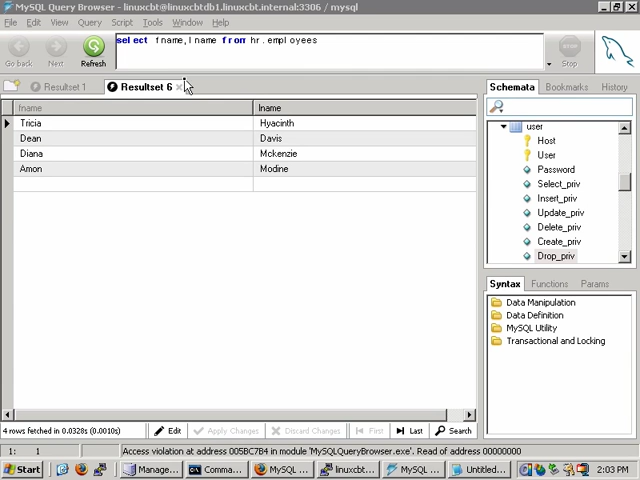 MySQL Query Browser - linuxcbt@linuxcbtdb1.linuxcbt.internal:3306 / mysql
File Edit View Query Script Tools Window Help
select fname,lname from hr.employees
Go back Next Refresh Stop
Resultset 1 Resultset 6
fname lname
Tricia Hyacinth
Dean Davis
Diana Mckenzie
Amon Modine
4 rows fetched in 0.0328s (0.0010s) Edit Apply Changes Discard Changes First Last Search
Schemata Bookmarks History
user
Host
User
Password
Select_priv
Insert_priv
Update_priv
Delete_priv
Create_priv
Drop_priv
Syntax Functions Params
Data Manipulation
Data Definition
MySQL Utility
Transactional and Locking
1: 1 Access violation at address 005BC7B4 in module 'MySQLQueryBrowser.exe'. Read of address 00000000
Start Manage... Comma... MySQL ... linuxcbt... MySQL ... Untitled... 2:03 PM